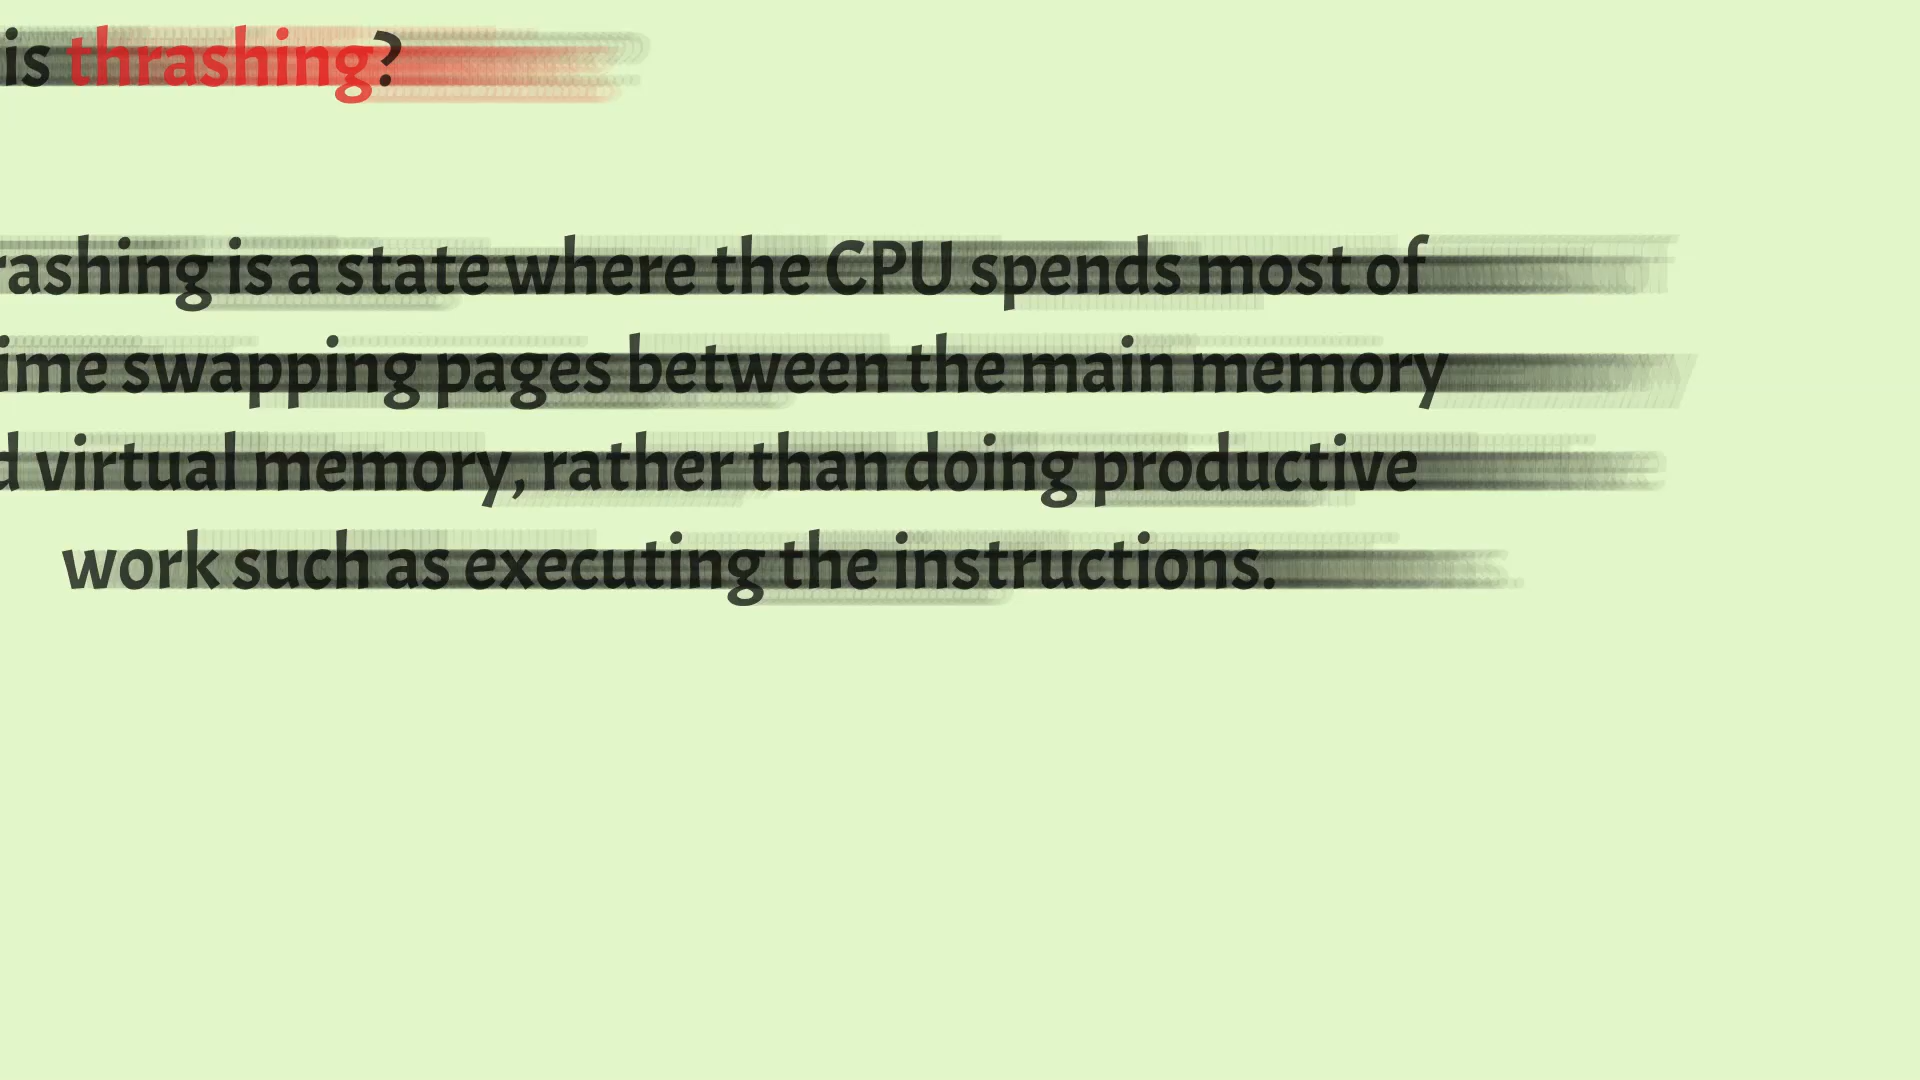 is thrashing?
rashing is a state where the CPU spends most of
ime swapping pages between the main memory
d virtual memory, rather than doing productive
work such as executing the instructions.